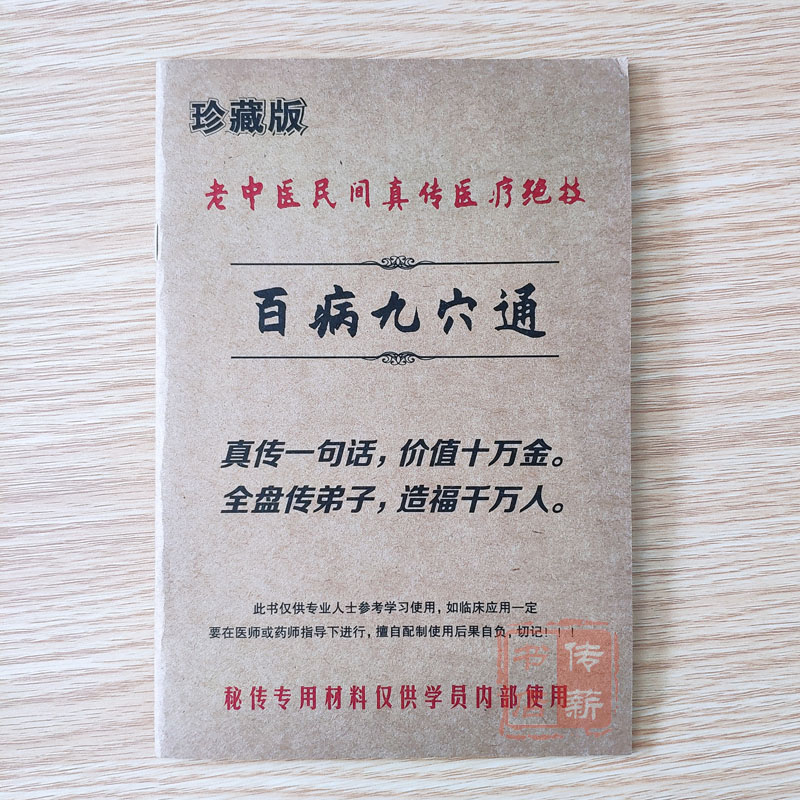 珍藏版
老中医民间真传医疗绝技
百病九穴通
真传一句话，价值十万金。
全盘传弟子，造福千万人。
此书仅供专业人士参考学习使用，如临床应用一定
要在医师或药师指导下进行，擅自配制使用后果自负，切记！！！
秘传专用材料仅供学员内部使用
传薪